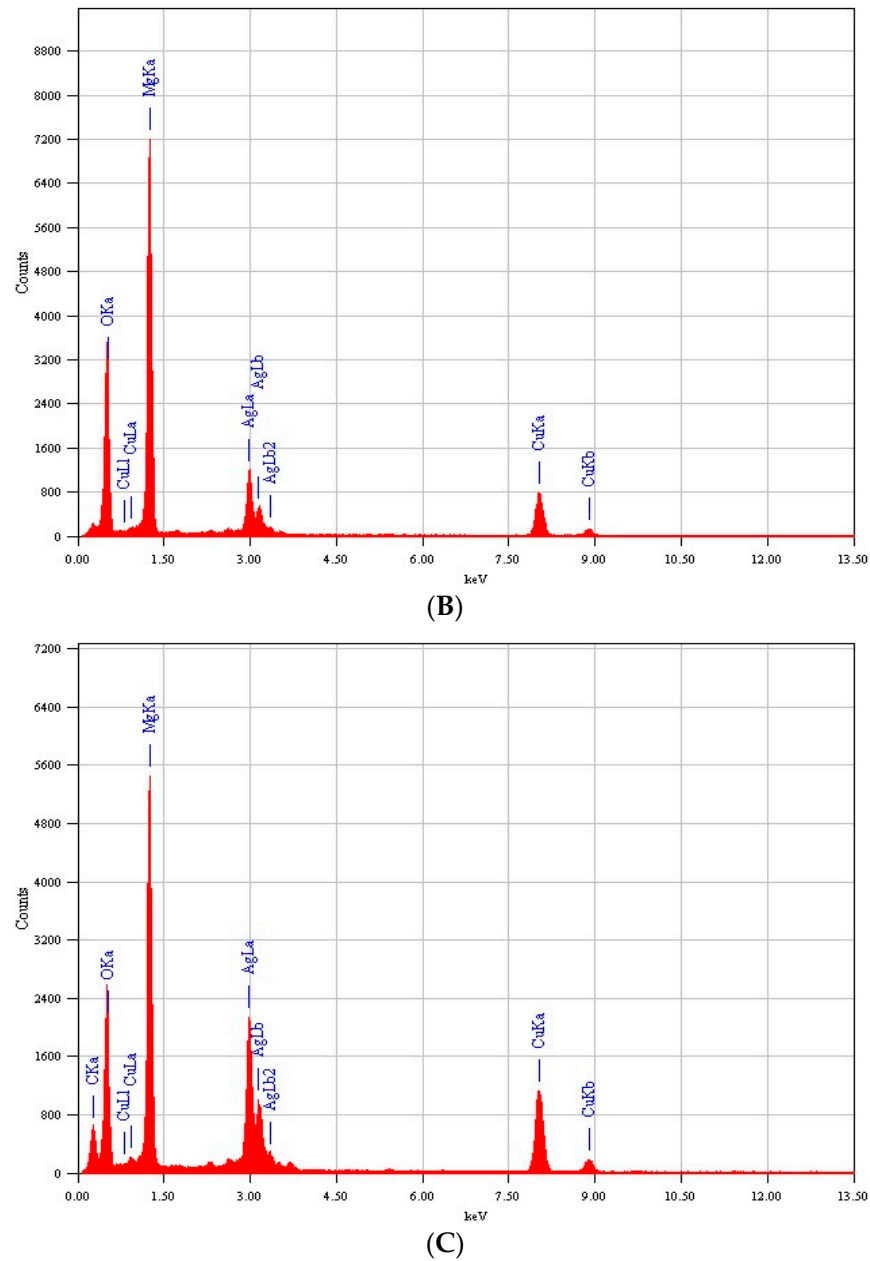 8800
8000
MgKa
7200
6400
5600
4800
Counts
4000
OKa
3200
AgLb
2400
AgLa
1600
CuLl
CuLa
AgLb2
CuKa
CuKb
800
0
0.00 1.50 3.00 4.50 6.00 7.50 9.00 10.50 12.00 13.50
keV
(B)
7200
6400
MgKa
5600
4800
Counts
4000
3200
OKa
AgLa
2400
1600
CKa
CuLl
CuLa
AgLb
AgLb2
CuKa
CuKb
800
0
0.00 1.50 3.00 4.50 6.00 7.50 9.00 10.50 12.00 13.50
keV
(C)